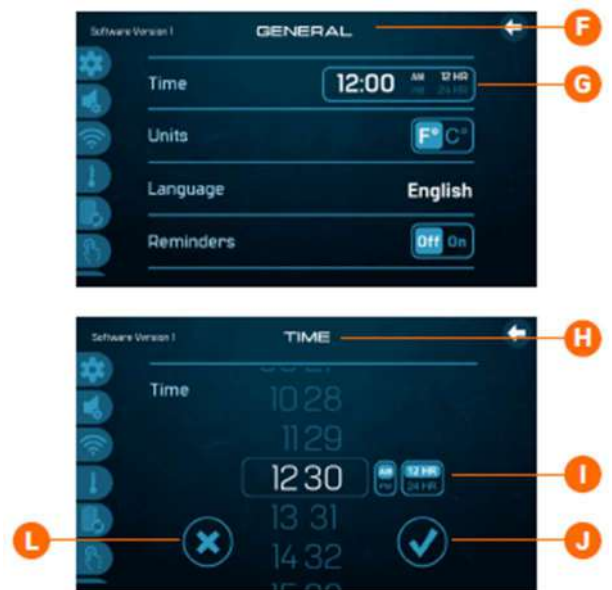 Software Version 1 GENERAL F
Time 12:00 AM 12 HR G
PM 24 HR
Units F° C°
Language English
Reminders Off On
Software Version 1 TIME H
Time
10 28
11 29
12 30 AM 12 HR I
PM 24 HR
13 31
L J
14 32